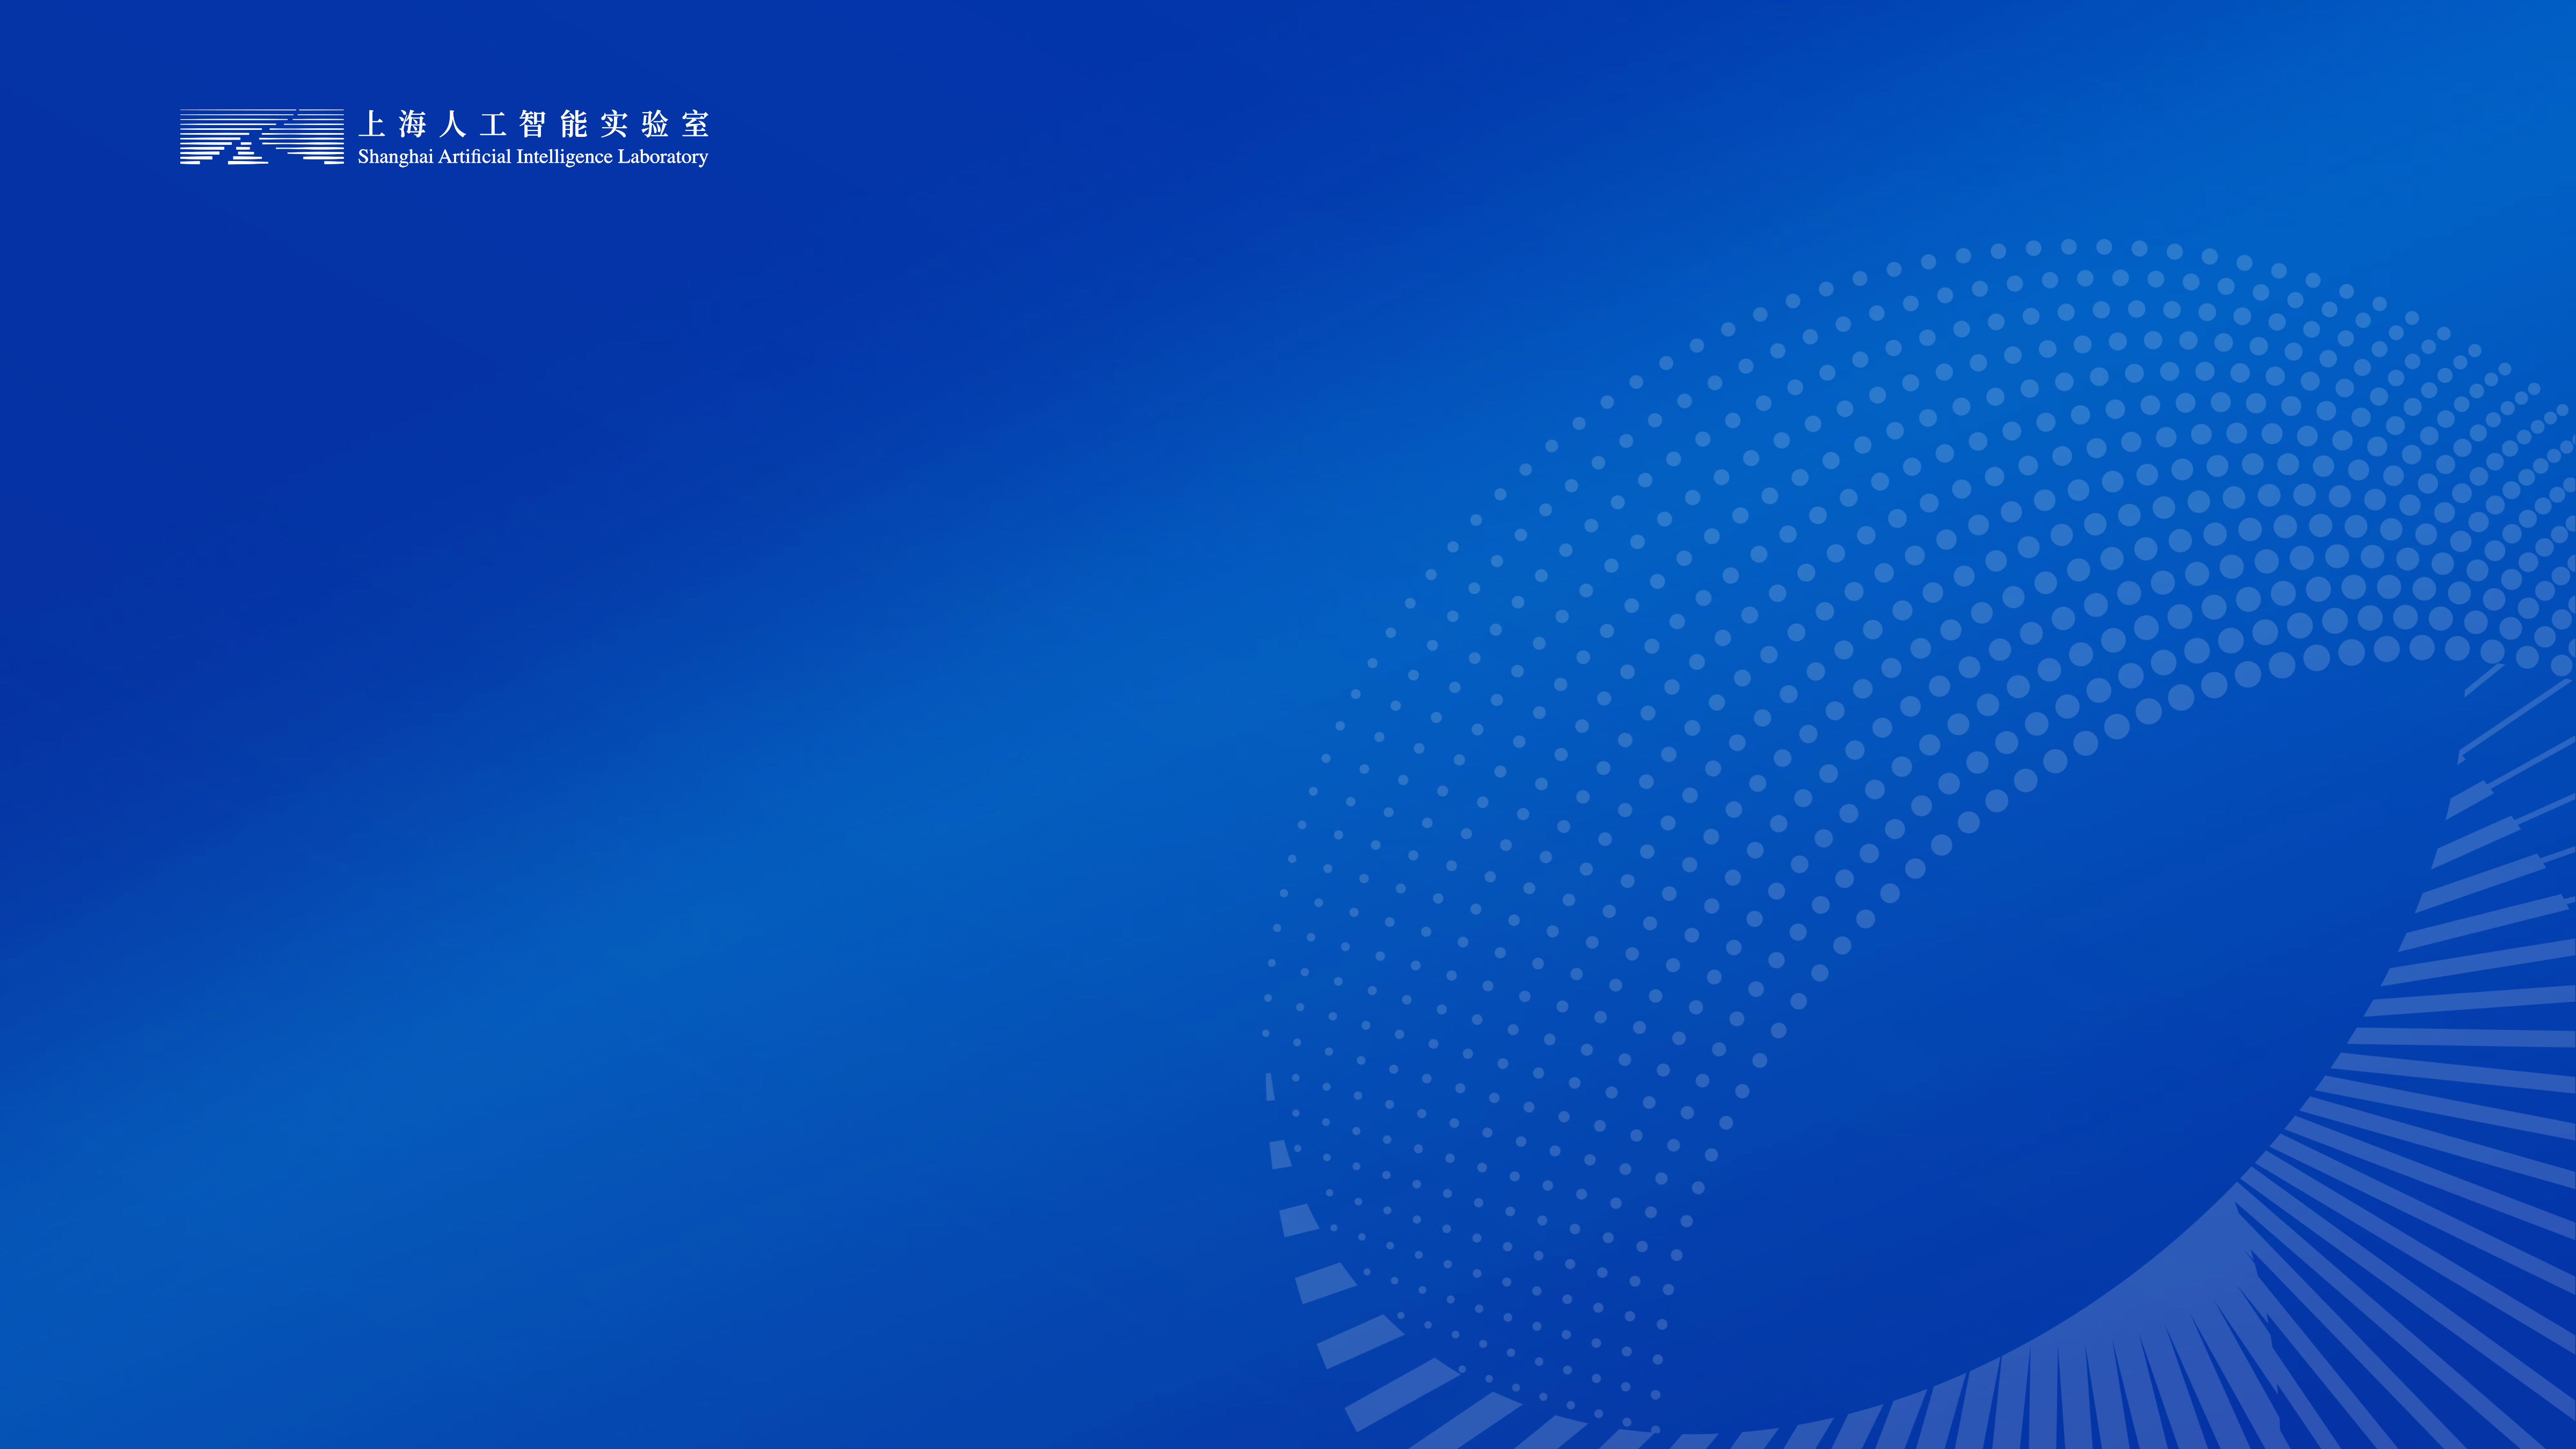 上海人工智能实验室
Shanghai Artificial Intelligence Laboratory